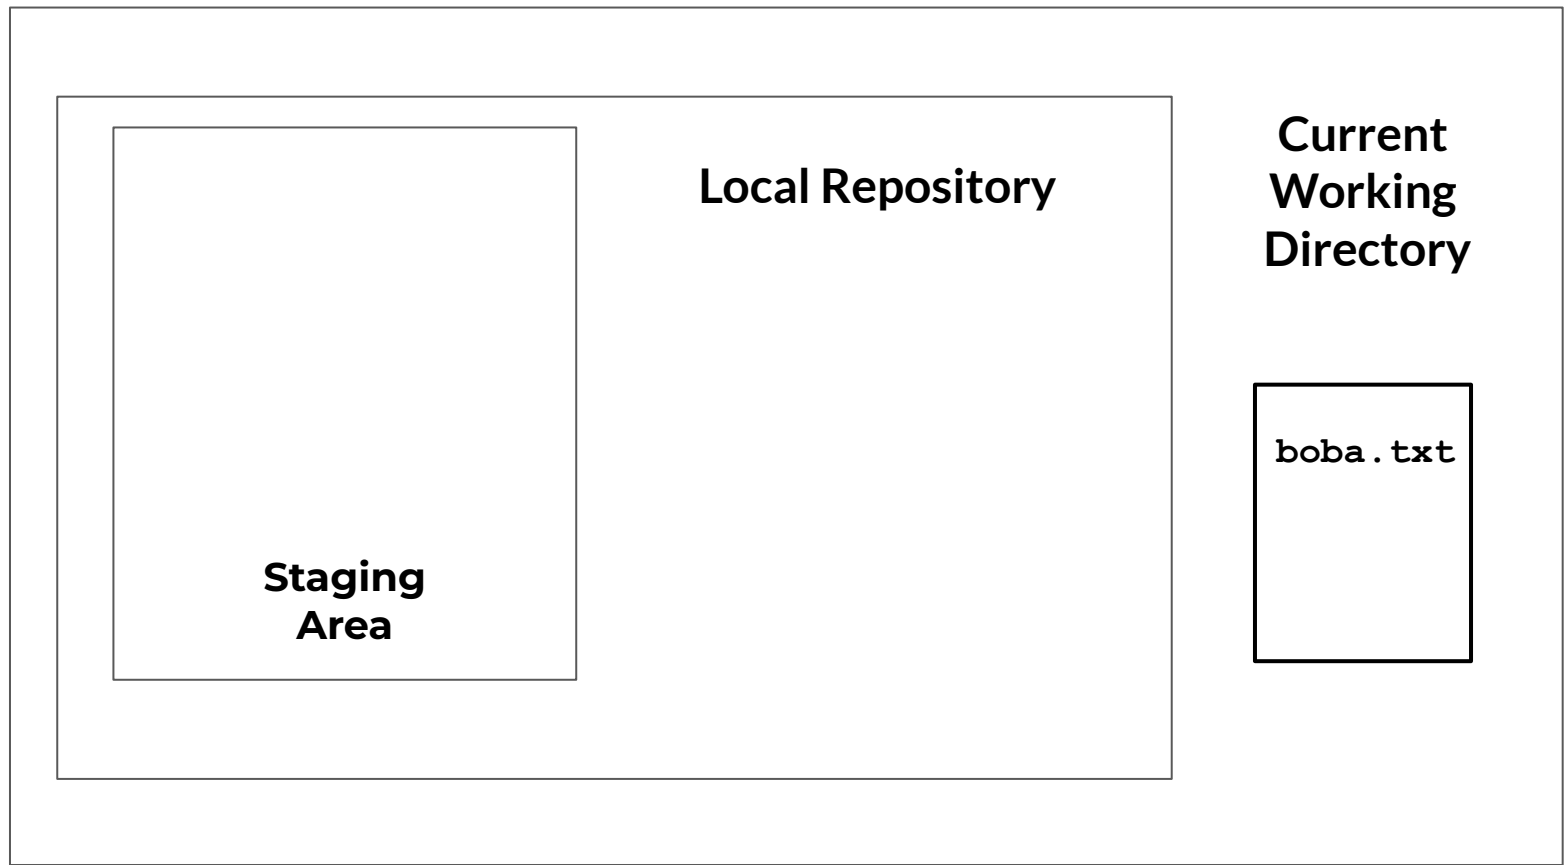 Local Repository
Staging
Area
Current
Working
Directory
boba.txt